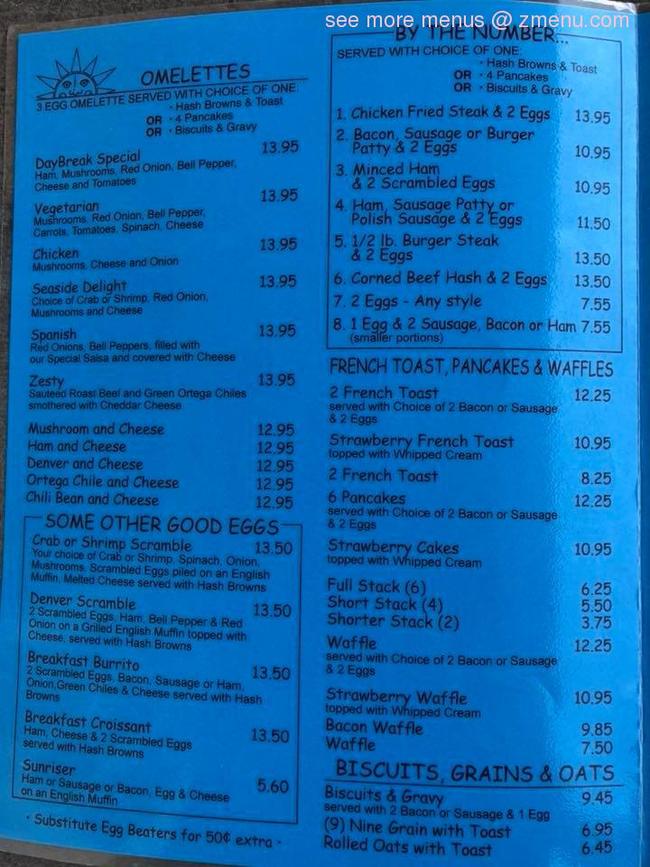 see more menus @ zmenu.com
OMELETTES
3 EGG OMELETTE SERVED WITH CHOICE OF ONE:
· Hash Browns & Toast
OR · 4 Pancakes
OR · Biscuits & Gravy
DayBreak Special 13.95
Ham, Mushrooms, Red Onion, Bell Pepper,
Cheese and Tomatoes
Vegetarian 13.95
Mushrooms, Red Onion, Bell Pepper,
Carrots, Tomatoes, Spinach, Cheese
Chicken 13.95
Mushrooms, Cheese and Onion
Seaside Delight 13.95
Choice of Crab or Shrimp, Red Onion,
Mushrooms and Cheese
Spanish 13.95
Red Onions, Bell Peppers, filled with
our Special Salsa and covered with Cheese
Zesty 13.95
Sauteed Roast Beef and Green Ortega Chiles
smothered with Cheddar Cheese
Mushroom and Cheese 12.95
Ham and Cheese 12.95
Denver and Cheese 12.95
Ortega Chile and Cheese 12.95
Chili Bean and Cheese 12.95
SOME OTHER GOOD EGGS
Crab or Shrimp Scramble 13.50
Your choice of Crab or Shrimp, Spinach, Onion,
Mushrooms, Scrambled Eggs piled on an English
Muffin, Melted Cheese served with Hash Browns
Denver Scramble 13.50
2 Scrambled Eggs, Ham, Bell Pepper & Red
Onion on a Grilled English Muffin topped with
Cheese, served with Hash Browns
Breakfast Burrito 13.50
2 Scrambled Eggs, Bacon, Sausage or Ham,
Onion,Green Chiles & Cheese served with Hash
Browns
Breakfast Croissant 13.50
Ham, Cheese & 2 Scrambled Eggs
served with Hash Browns
Sunriser 5.60
Ham or Sausage or Bacon, Egg & Cheese
on an English Muffin
· Substitute Egg Beaters for 50¢ extra ·
BY THE NUMBER...
SERVED WITH CHOICE OF ONE:
· Hash Browns & Toast
OR · 4 Pancakes
OR · Biscuits & Gravy
1. Chicken Fried Steak & 2 Eggs 13.95
2. Bacon, Sausage or Burger
Patty & 2 Eggs 10.95
3. Minced Ham
& 2 Scrambled Eggs 10.95
4. Ham, Sausage Patty or
Polish Sausage & 2 Eggs 11.50
5. 1/2 lb. Burger Steak
& 2 Eggs 13.50
6. Corned Beef Hash & 2 Eggs 13.50
7. 2 Eggs - Any style 7.55
8. 1 Egg & 2 Sausage, Bacon or Ham 7.55
(smaller portions)
FRENCH TOAST, PANCAKES & WAFFLES
2 French Toast 12.25
served with Choice of 2 Bacon or Sausage
& 2 Eggs
Strawberry French Toast 10.95
topped with Whipped Cream
2 French Toast 8.25
6 Pancakes 12.25
served with Choice of 2 Bacon or Sausage
& 2 Eggs
Strawberry Cakes 10.95
topped with Whipped Cream
Full Stack (6) 6.25
Short Stack (4) 5.50
Shorter Stack (2) 3.75
Waffle 12.25
served with Choice of 2 Bacon or Sausage
& 2 Eggs
Strawberry Waffle 10.95
topped with Whipped Cream
Bacon Waffle 9.85
Waffle 7.50
BISCUITS, GRAINS & OATS
Biscuits & Gravy 9.45
served with 2 Bacon or Sausage & 1 Egg
(9) Nine Grain with Toast 6.95
Rolled Oats with Toast 6.45